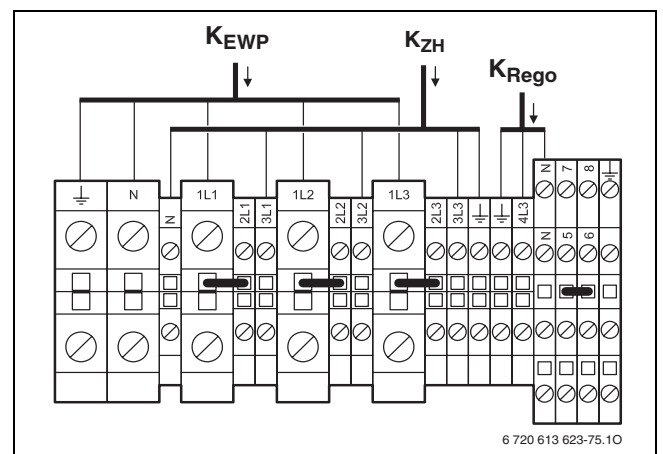 KEWP
KZH
KRego
⏚ N N 1L1 2L1 3L1 1L2 2L2 3L2 1L3 2L3 3L3 ⏚ ⏚ 4L3 N 7 8 ⏚
N 5 6
6 720 613 623-75.1O